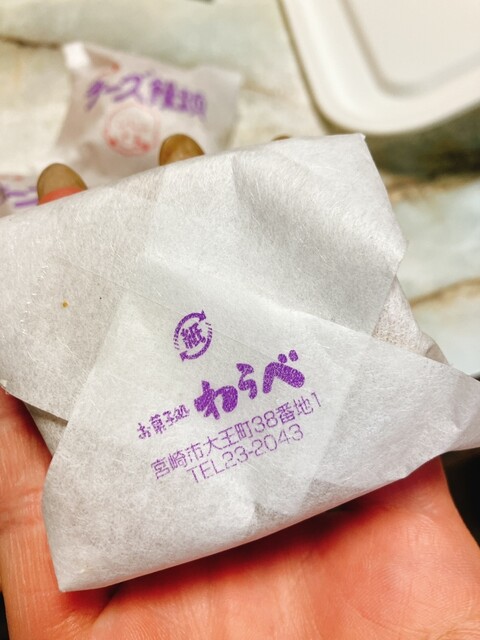 チーズ饅頭
紙
お菓子処 わらべ
宮崎市大王町38番地1
TEL23-2043